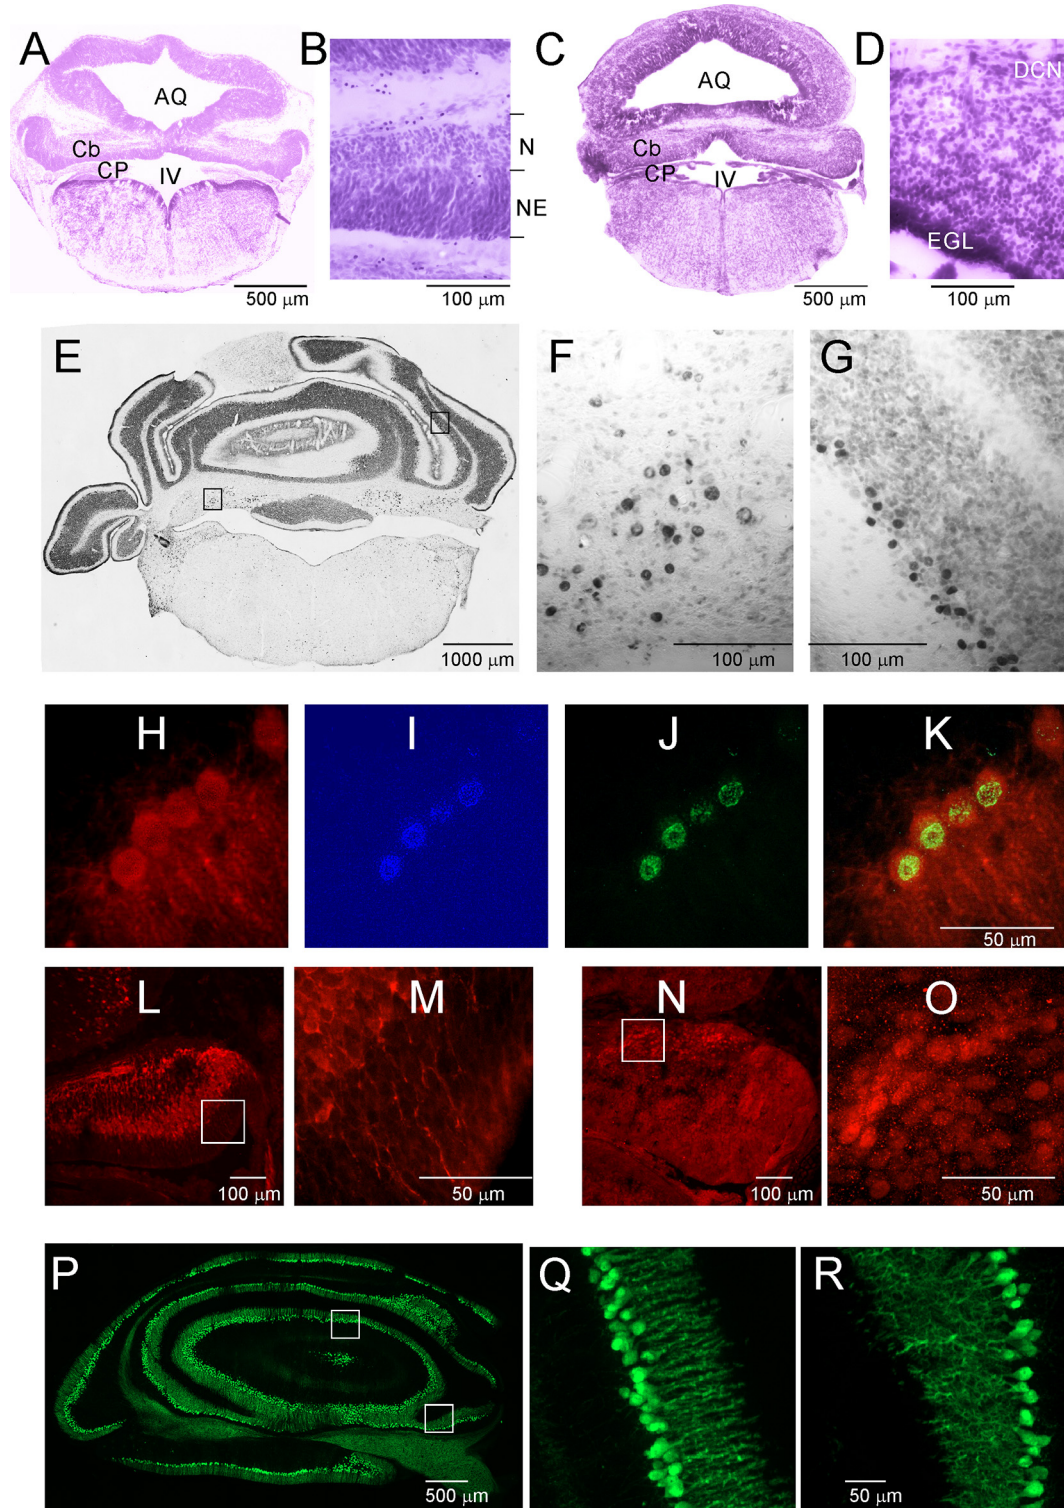 A
B
C
D
AQ
AQ
DCN
N
Cb
Cb
CP
IV
CP
IV
NE
EGL
500 µm
100 µm
500 µm
100 µm
E
F
G
1000 µm
100 µm
100 µm
H
I
J
K
50 µm
L
M
N
O
100 µm
50 µm
100 µm
50 µm
P
Q
R
500 µm
50 µm